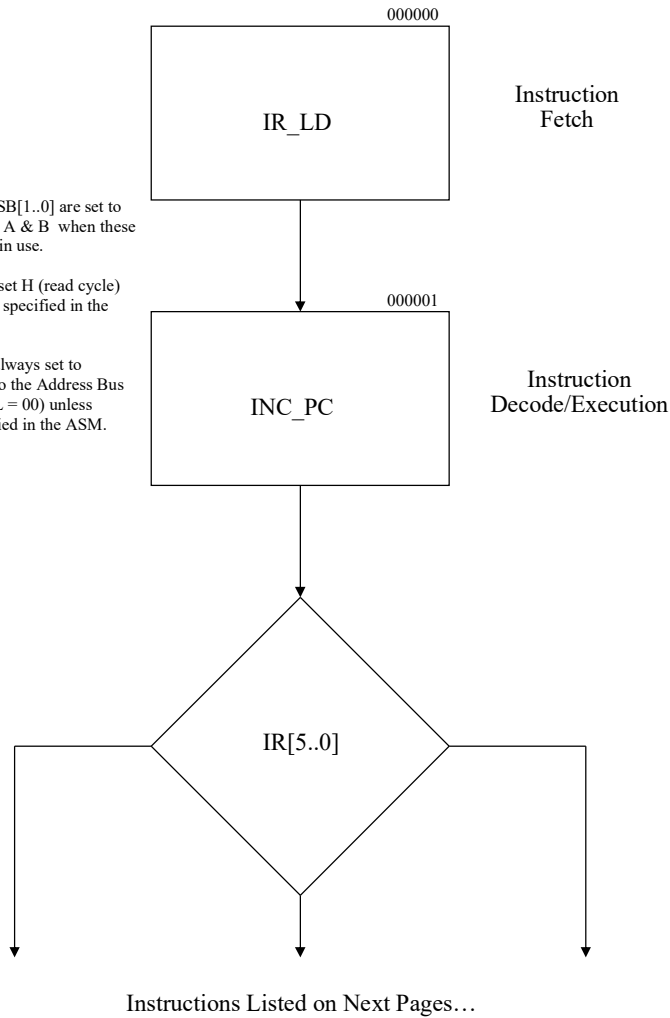 000000
IR_LD
Instruction
Fetch
SB[1..0] are set to
A & B when these
in use.
set H (read cycle)
specified in the
000001
lways set to
o the Address Bus
= 00) unless
ied in the ASM.
INC_PC
Instruction
Decode/Execution
IR[5..0]
Instructions Listed on Next Pages…